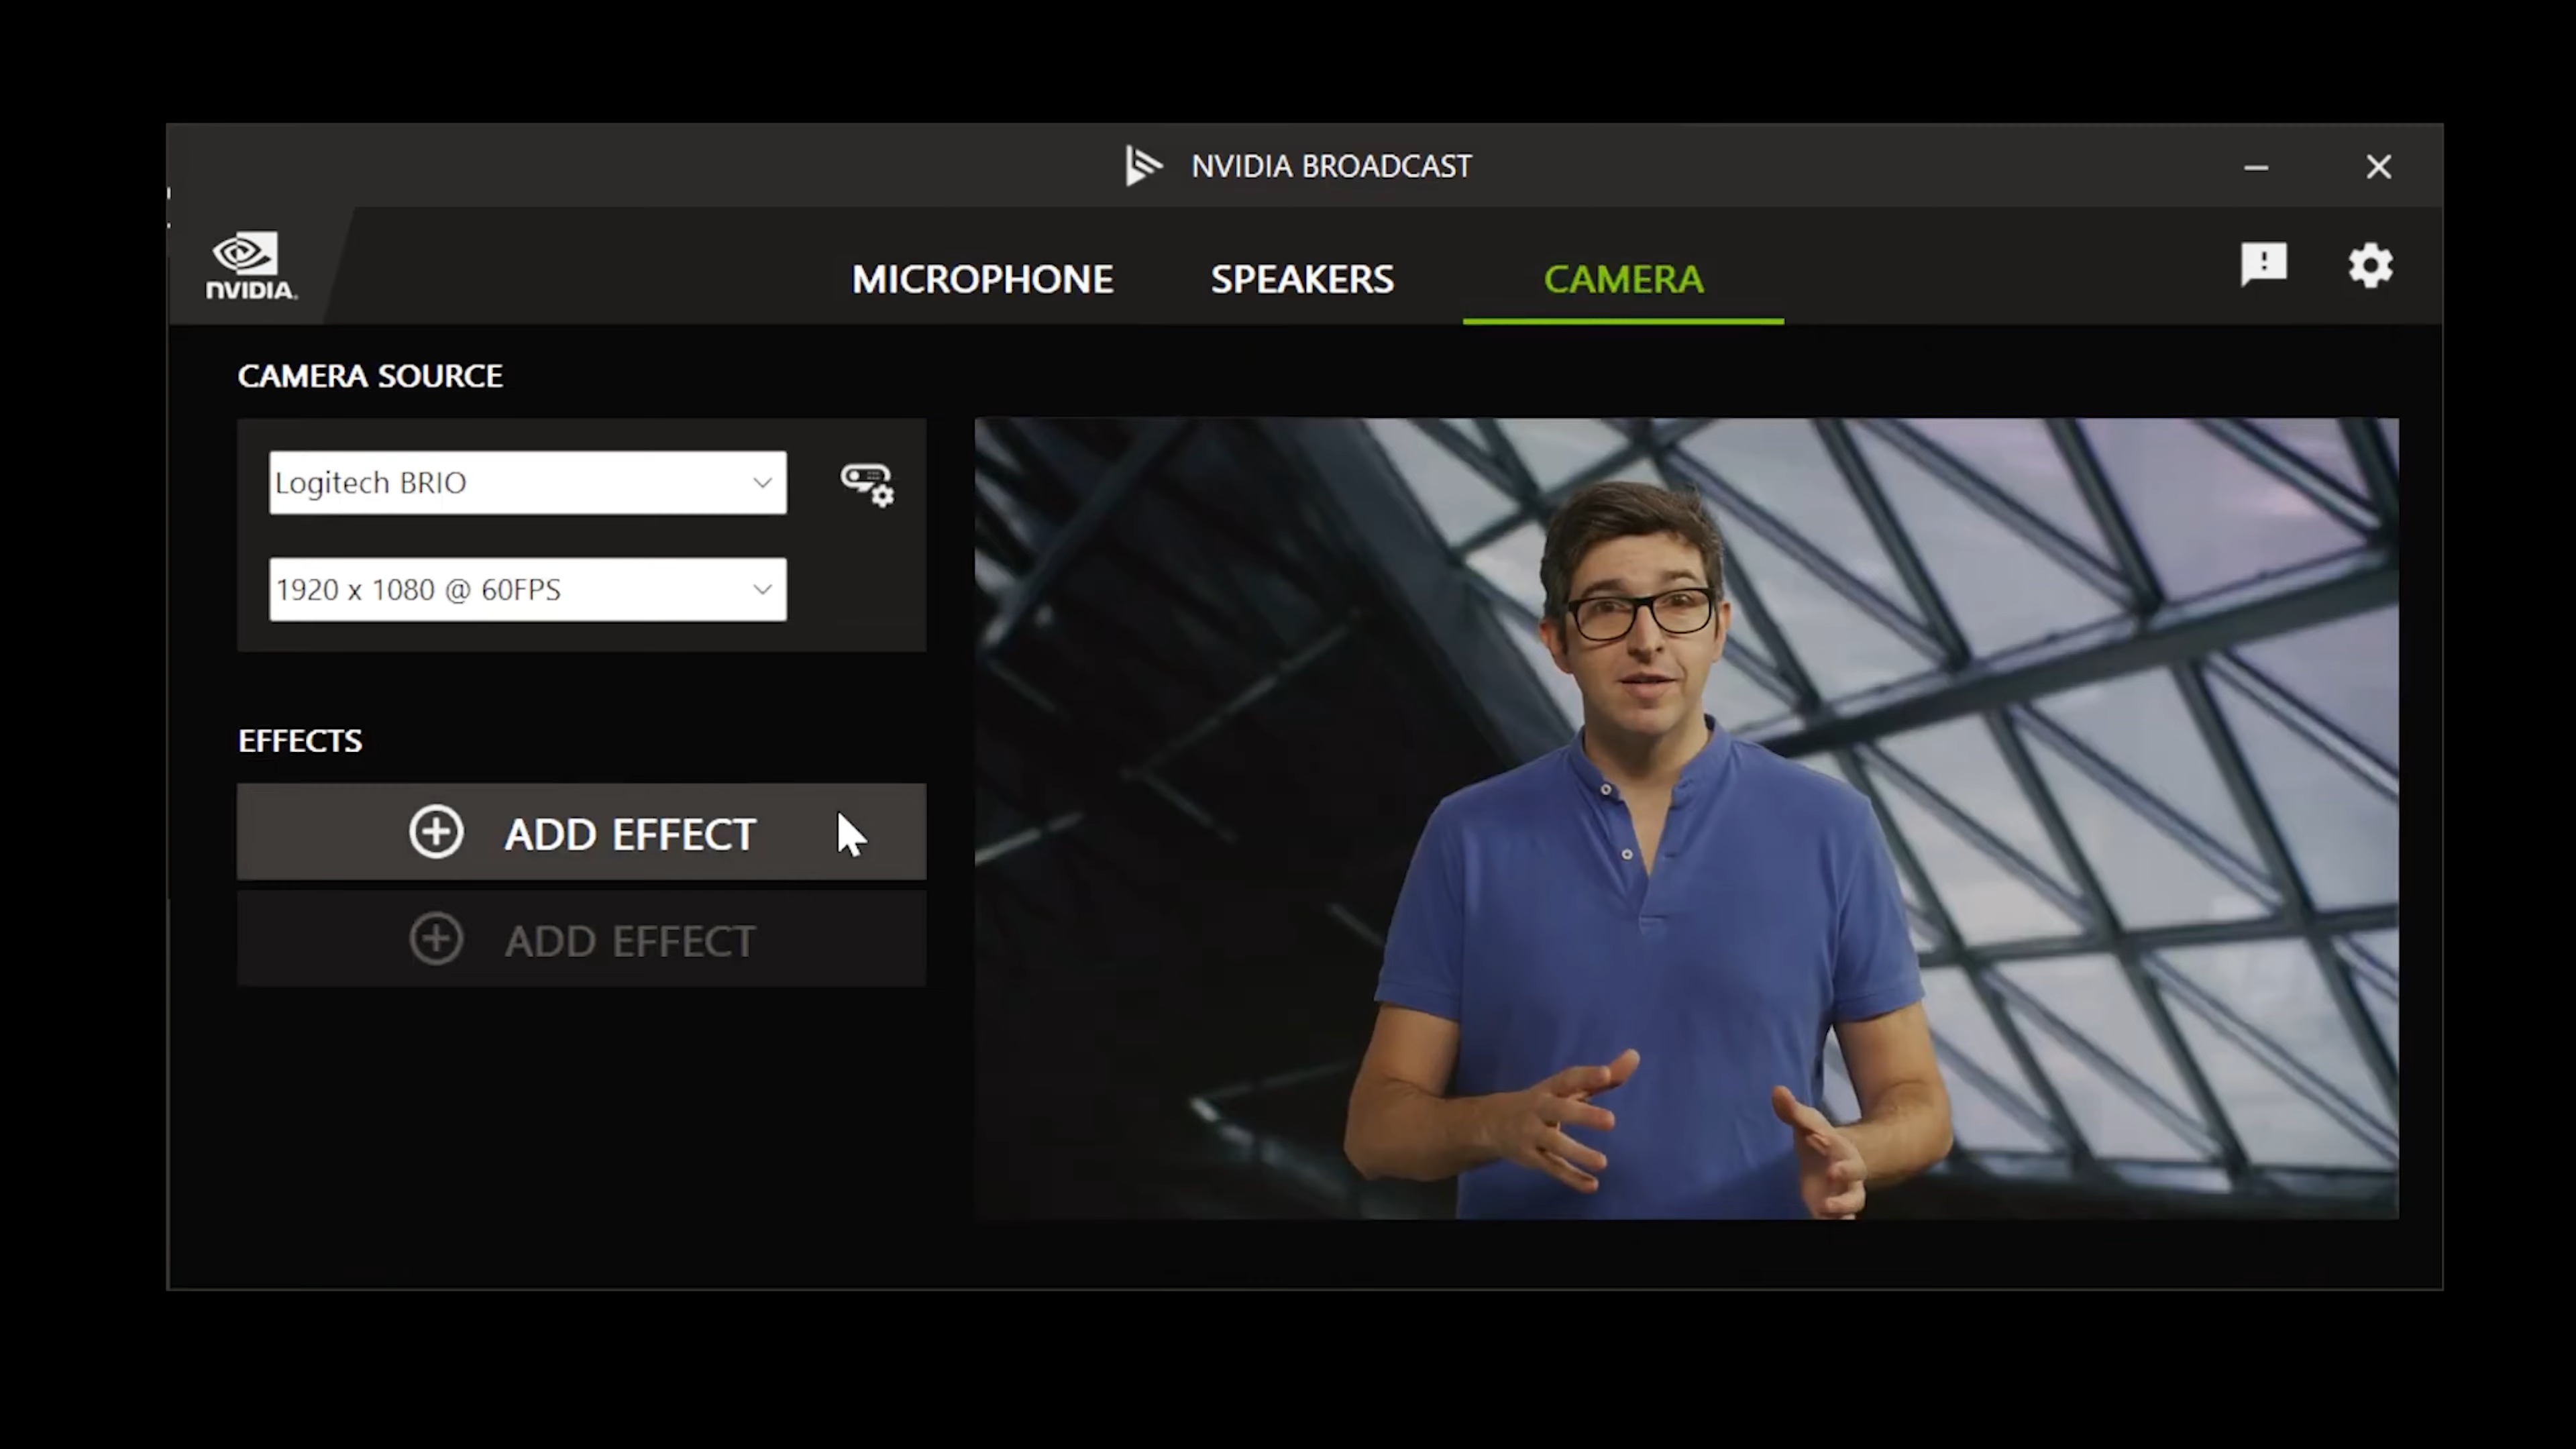 NVIDIA BROADCAST
NVIDIA.
MICROPHONE
SPEAKERS
CAMERA
CAMERA SOURCE
Logitech BRIO
1920 x 1080 @ 60FPS
EFFECTS
ADD EFFECT
ADD EFFECT